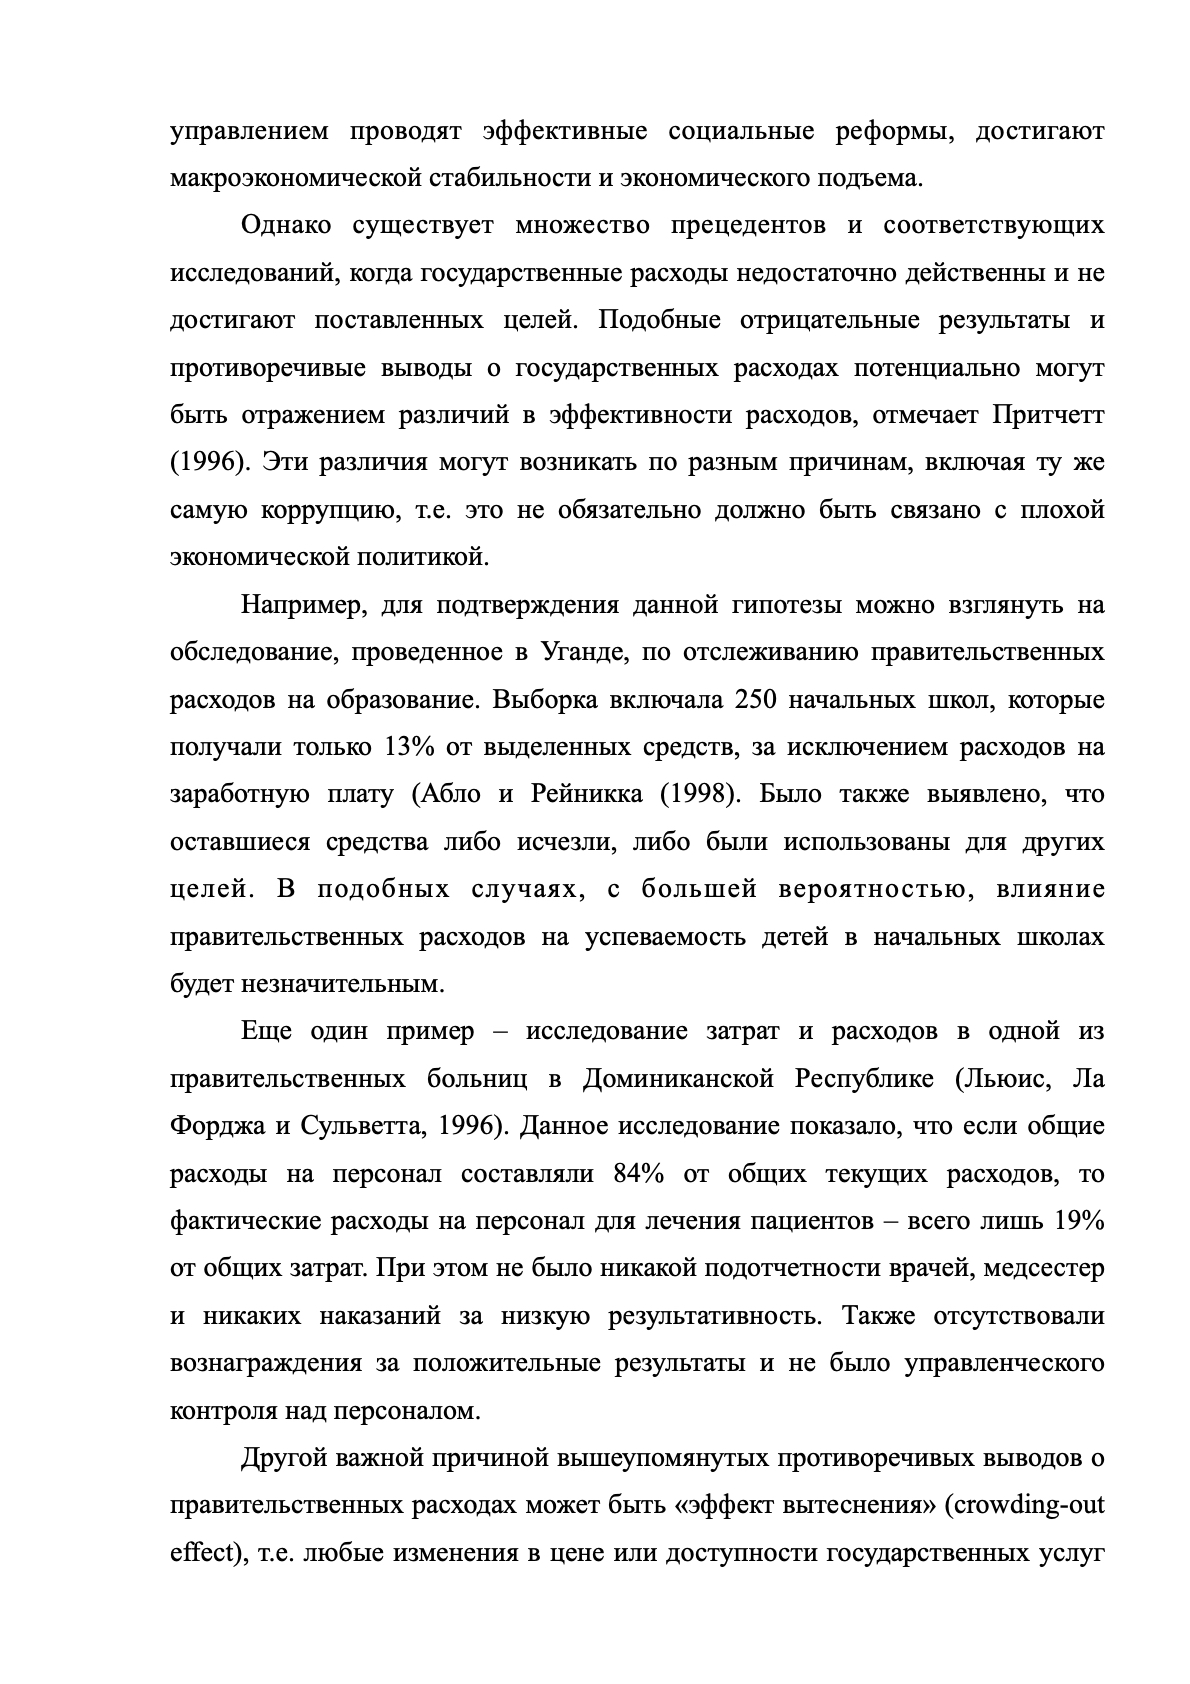 управлением проводят эффективные социальные реформы, достигают
макроэкономической стабильности и экономического подъема.
Однако существует множество прецедентов и соответствующих
исследований, когда государственные расходы недостаточно действенны и не
достигают поставленных целей. Подобные отрицательные результаты и
противоречивые выводы о государственных расходах потенциально могут
быть отражением различий в эффективности расходов, отмечает Притчетт
(1996). Эти различия могут возникать по разным причинам, включая ту же
самую коррупцию, т.е. это не обязательно должно быть связано с плохой
экономической политикой.
Например, для подтверждения данной гипотезы можно взглянуть на
обследование, проведенное в Уганде, по отслеживанию правительственных
расходов на образование. Выборка включала 250 начальных школ, которые
получали только 13% от выделенных средств, за исключением расходов на
заработную плату (Абло и Рейникка (1998). Было также выявлено, что
оставшиеся средства либо исчезли, либо были использованы для других
целей. В подобных случаях, с большей вероятностью, влияние
правительственных расходов на успеваемость детей в начальных школах
будет незначительным.
Еще один пример – исследование затрат и расходов в одной из
правительственных больниц в Доминиканской Республике (Льюис, Ла
Форджа и Сульветта, 1996). Данное исследование показало, что если общие
расходы на персонал составляли 84% от общих текущих расходов, то
фактические расходы на персонал для лечения пациентов – всего лишь 19%
от общих затрат. При этом не было никакой подотчетности врачей, медсестер
и никаких наказаний за низкую результативность. Также отсутствовали
вознаграждения за положительные результаты и не было управленческого
контроля над персоналом.
Другой важной причиной вышеупомянутых противоречивых выводов о
правительственных расходах может быть «эффект вытеснения» (crowding-out
effect), т.е. любые изменения в цене или доступности государственных услуг